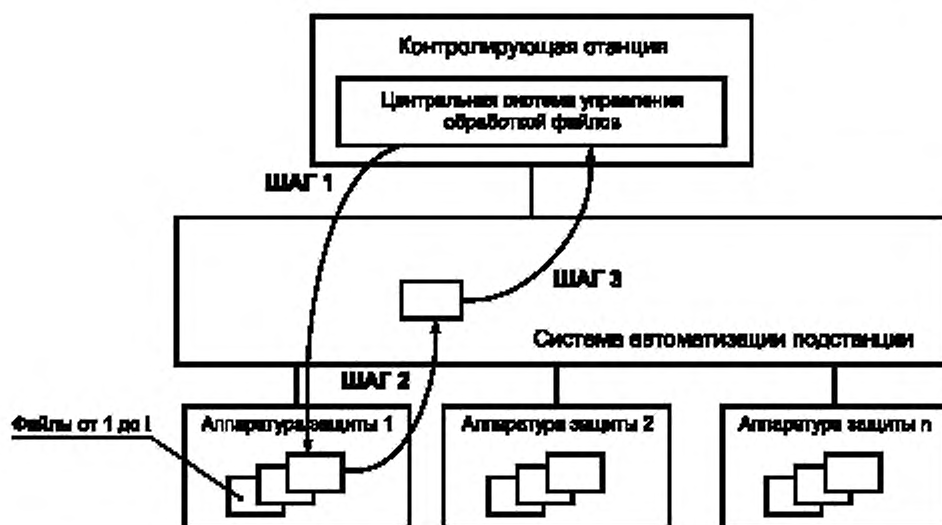 Контролирующая станция
Центральная система управления
обработкой файлов
ШАГ 1
ШАГ 3
Система автоматизации подстанции
ШАГ 2
Файлы от 1 до i
Аппаратура защиты 1
Аппаратура защиты 2
Аппаратура защиты n